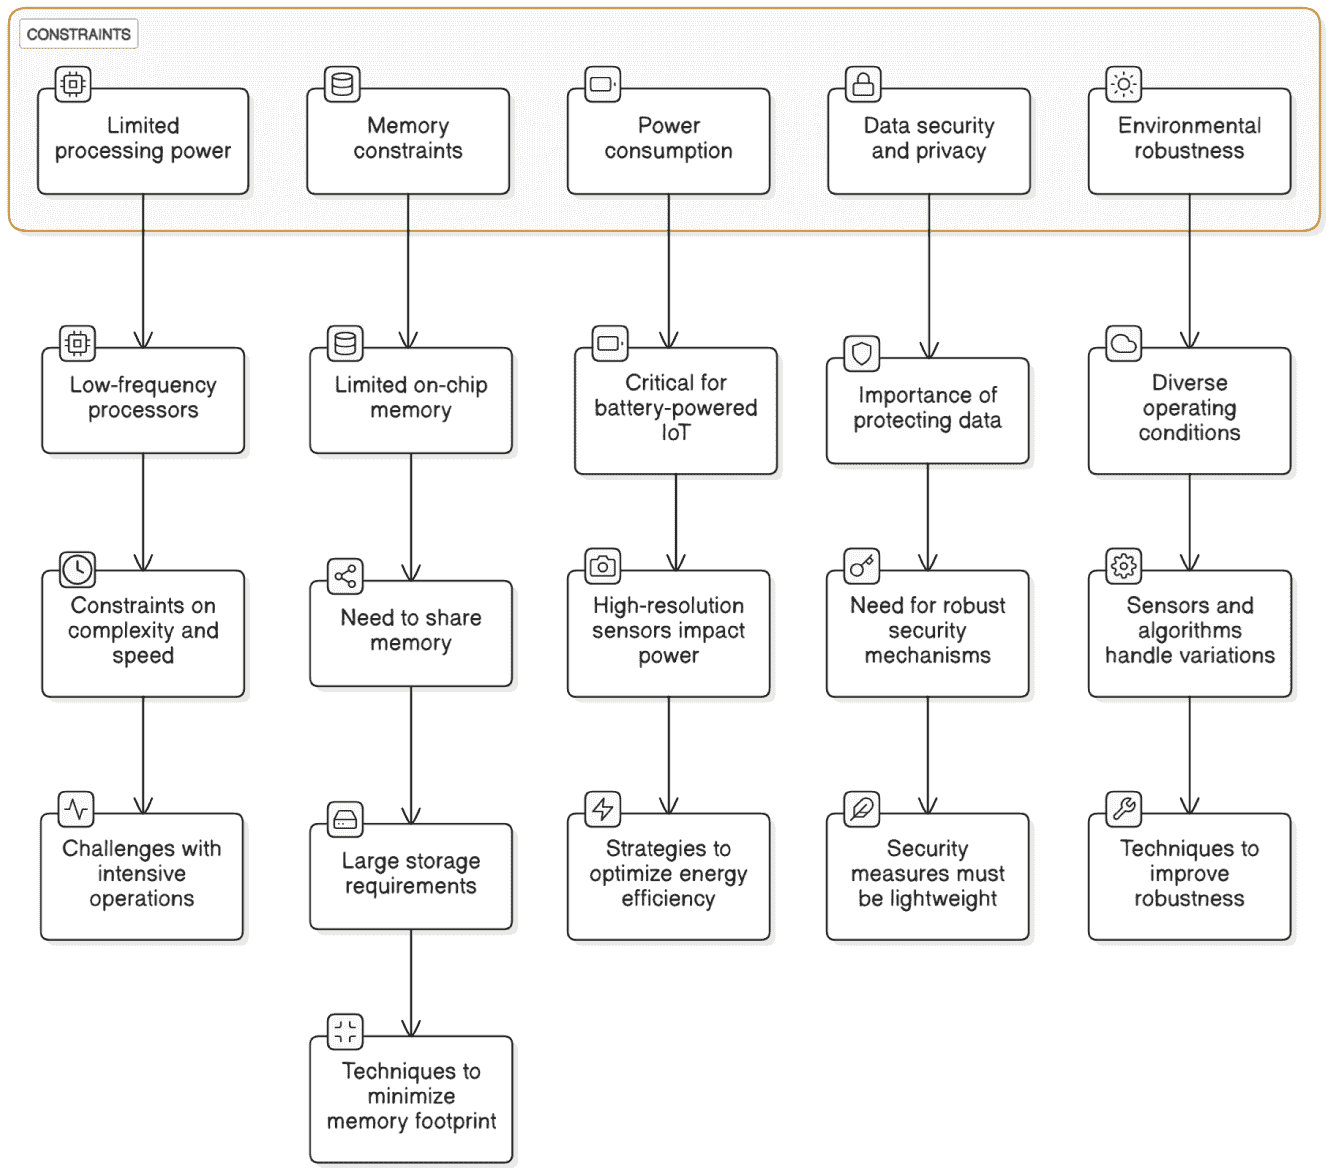 CONSTRAINTS
Limited
processing power
Memory
constraints
Power
consumption
Data security
and privacy
Environmental
robustness
Low-frequency
processors
Limited on-chip
memory
Critical for
battery-powered
IoT
Importance of
protecting data
Diverse
operating
conditions
Constraints on
complexity and
speed
Need to share
memory
High-resolution
sensors impact
power
Need for robust
security
mechanisms
Sensors and
algorithms
handle variations
Challenges with
intensive
operations
Large storage
requirements
Strategies to
optimize energy
efficiency
Security
measures must
be lightweight
Techniques to
improve
robustness
Techniques to
minimize
memory footprint